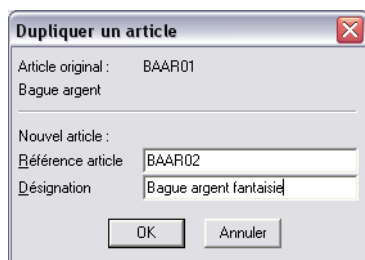 Dupliquer un article
Article original : BAAR01
Bague argent
Nouvel article :
Référence article BAAR02
Désignation Bague argent fantaisie
OK Annuler